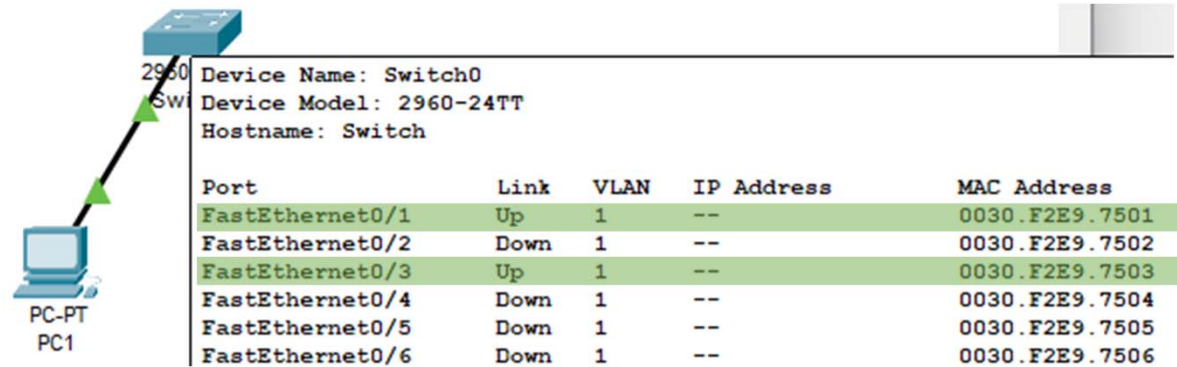 2960
Swi
Device Name: Switch0
Device Model: 2960-24TT
Hostname: Switch
Port Link VLAN IP Address MAC Address
FastEthernet0/1 Up 1 -- 0030.F2E9.7501
FastEthernet0/2 Down 1 -- 0030.F2E9.7502
FastEthernet0/3 Up 1 -- 0030.F2E9.7503
FastEthernet0/4 Down 1 -- 0030.F2E9.7504
FastEthernet0/5 Down 1 -- 0030.F2E9.7505
FastEthernet0/6 Down 1 -- 0030.F2E9.7506
PC-PT
PC1